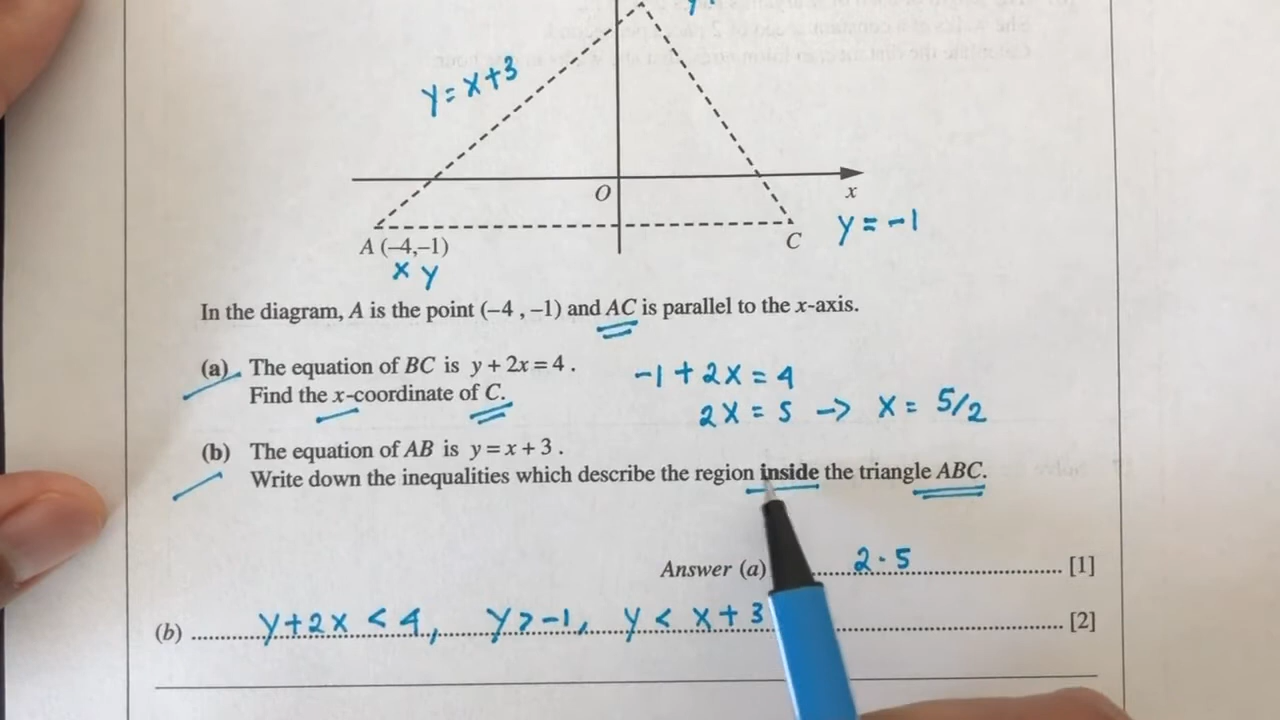 y=x+3
O
x
A (–4,–1)
C
y=-1
x y
In the diagram, A is the point (–4 , –1) and AC is parallel to the x-axis.
(a) The equation of BC is y + 2x = 4 .
Find the x-coordinate of C.
-1+2x=4
2x=5 → x= 5/2
(b) The equation of AB is y = x + 3 .
Write down the inequalities which describe the region inside the triangle ABC.
Answer (a) 2.5 [1]
(b) y+2x < 4, y>-1, y < x+3 [2]